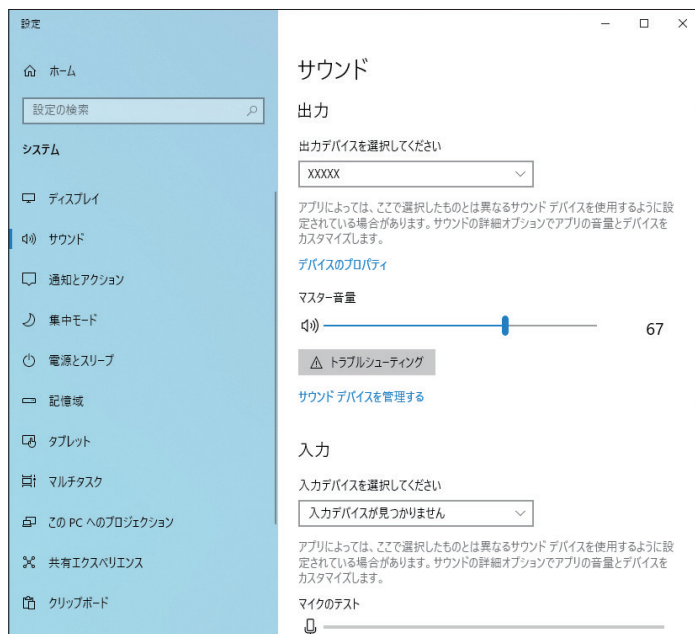 設定
ホーム
設定の検索
システム
ディスプレイ
サウンド
通知とアクション
集中モード
電源とスリープ
記憶域
タブレット
マルチタスク
この PC へのプロジェクション
共有エクスペリエンス
クリップボード
サウンド
出力
出力デバイスを選択してください
XXXXX
アプリによっては、ここで選択したものとは異なるサウンド デバイスを使用するように設
定されている場合があります。サウンドの詳細オプションでアプリの音量とデバイスを
カスタマイズします。
デバイスのプロパティ
マスター音量
67
トラブルシューティング
サウンド デバイスを管理する
入力
入力デバイスを選択してください
入力デバイスが見つかりません
アプリによっては、ここで選択したものとは異なるサウンド デバイスを使用するように設
定されている場合があります。サウンドの詳細オプションでアプリの音量とデバイスを
カスタマイズします。
マイクのテスト